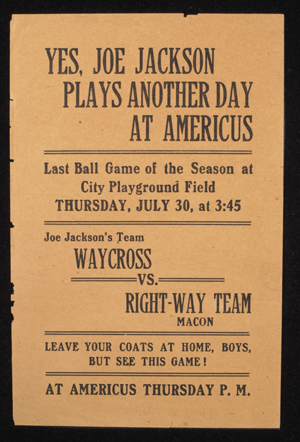 YES, JOE JACKSON
PLAYS ANOTHER DAY
AT AMERICUS
Last Ball Game of the Season at
City Playground Field
THURSDAY, JULY 30, at 3:45
Joe Jackson's Team
WAYCROSS
VS.
RIGHT-WAY TEAM
MACON
LEAVE YOUR COATS AT HOME, BOYS,
BUT SEE THIS GAME!
AT AMERICUS THURSDAY P. M.